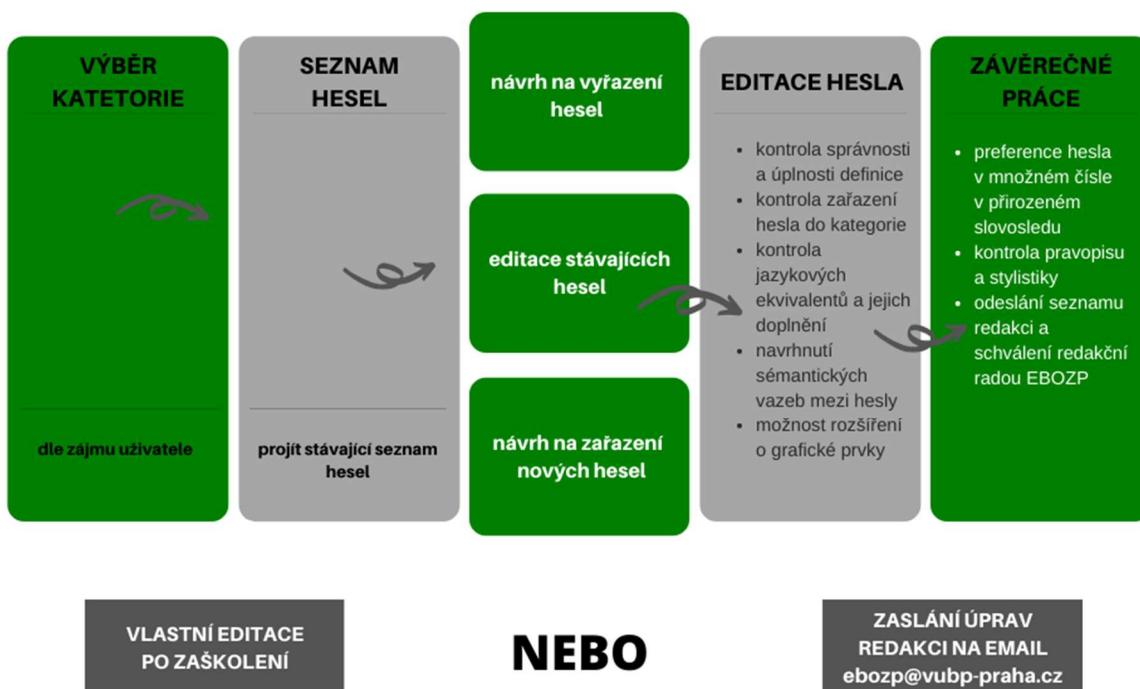 VÝBĚR
KATETORIE
dle zájmu uživatele
SEZNAM
HESEL
projít stávající seznam
hesel
návrh na vyřazení
hesel
editace stávajících
hesel
návrh na zařazení
nových hesel
EDITACE HESLA
• kontrola správnosti
a úplnosti definice
• kontrola zařazení
hesla do kategorie
• kontrola
jazykových
ekvivalentů a jejich
doplnění
• navrhnutí
sémantických
vazeb mezi hesly
• možnost rozšíření
o grafické prvky
ZÁVĚREČNÉ
PRÁCE
• preference hesla
v množném čísle
v přirozeném
slovosledu
• kontrola pravopisu
a stylistiky
• odeslání seznamu
redakci a
schválení redakční
radou EBOZP
VLASTNÍ EDITACE
PO ZAŠKOLENÍ
NEBO
ZASLÁNÍ ÚPRAV
REDAKCI NA EMAIL
ebozp@vubp-praha.cz